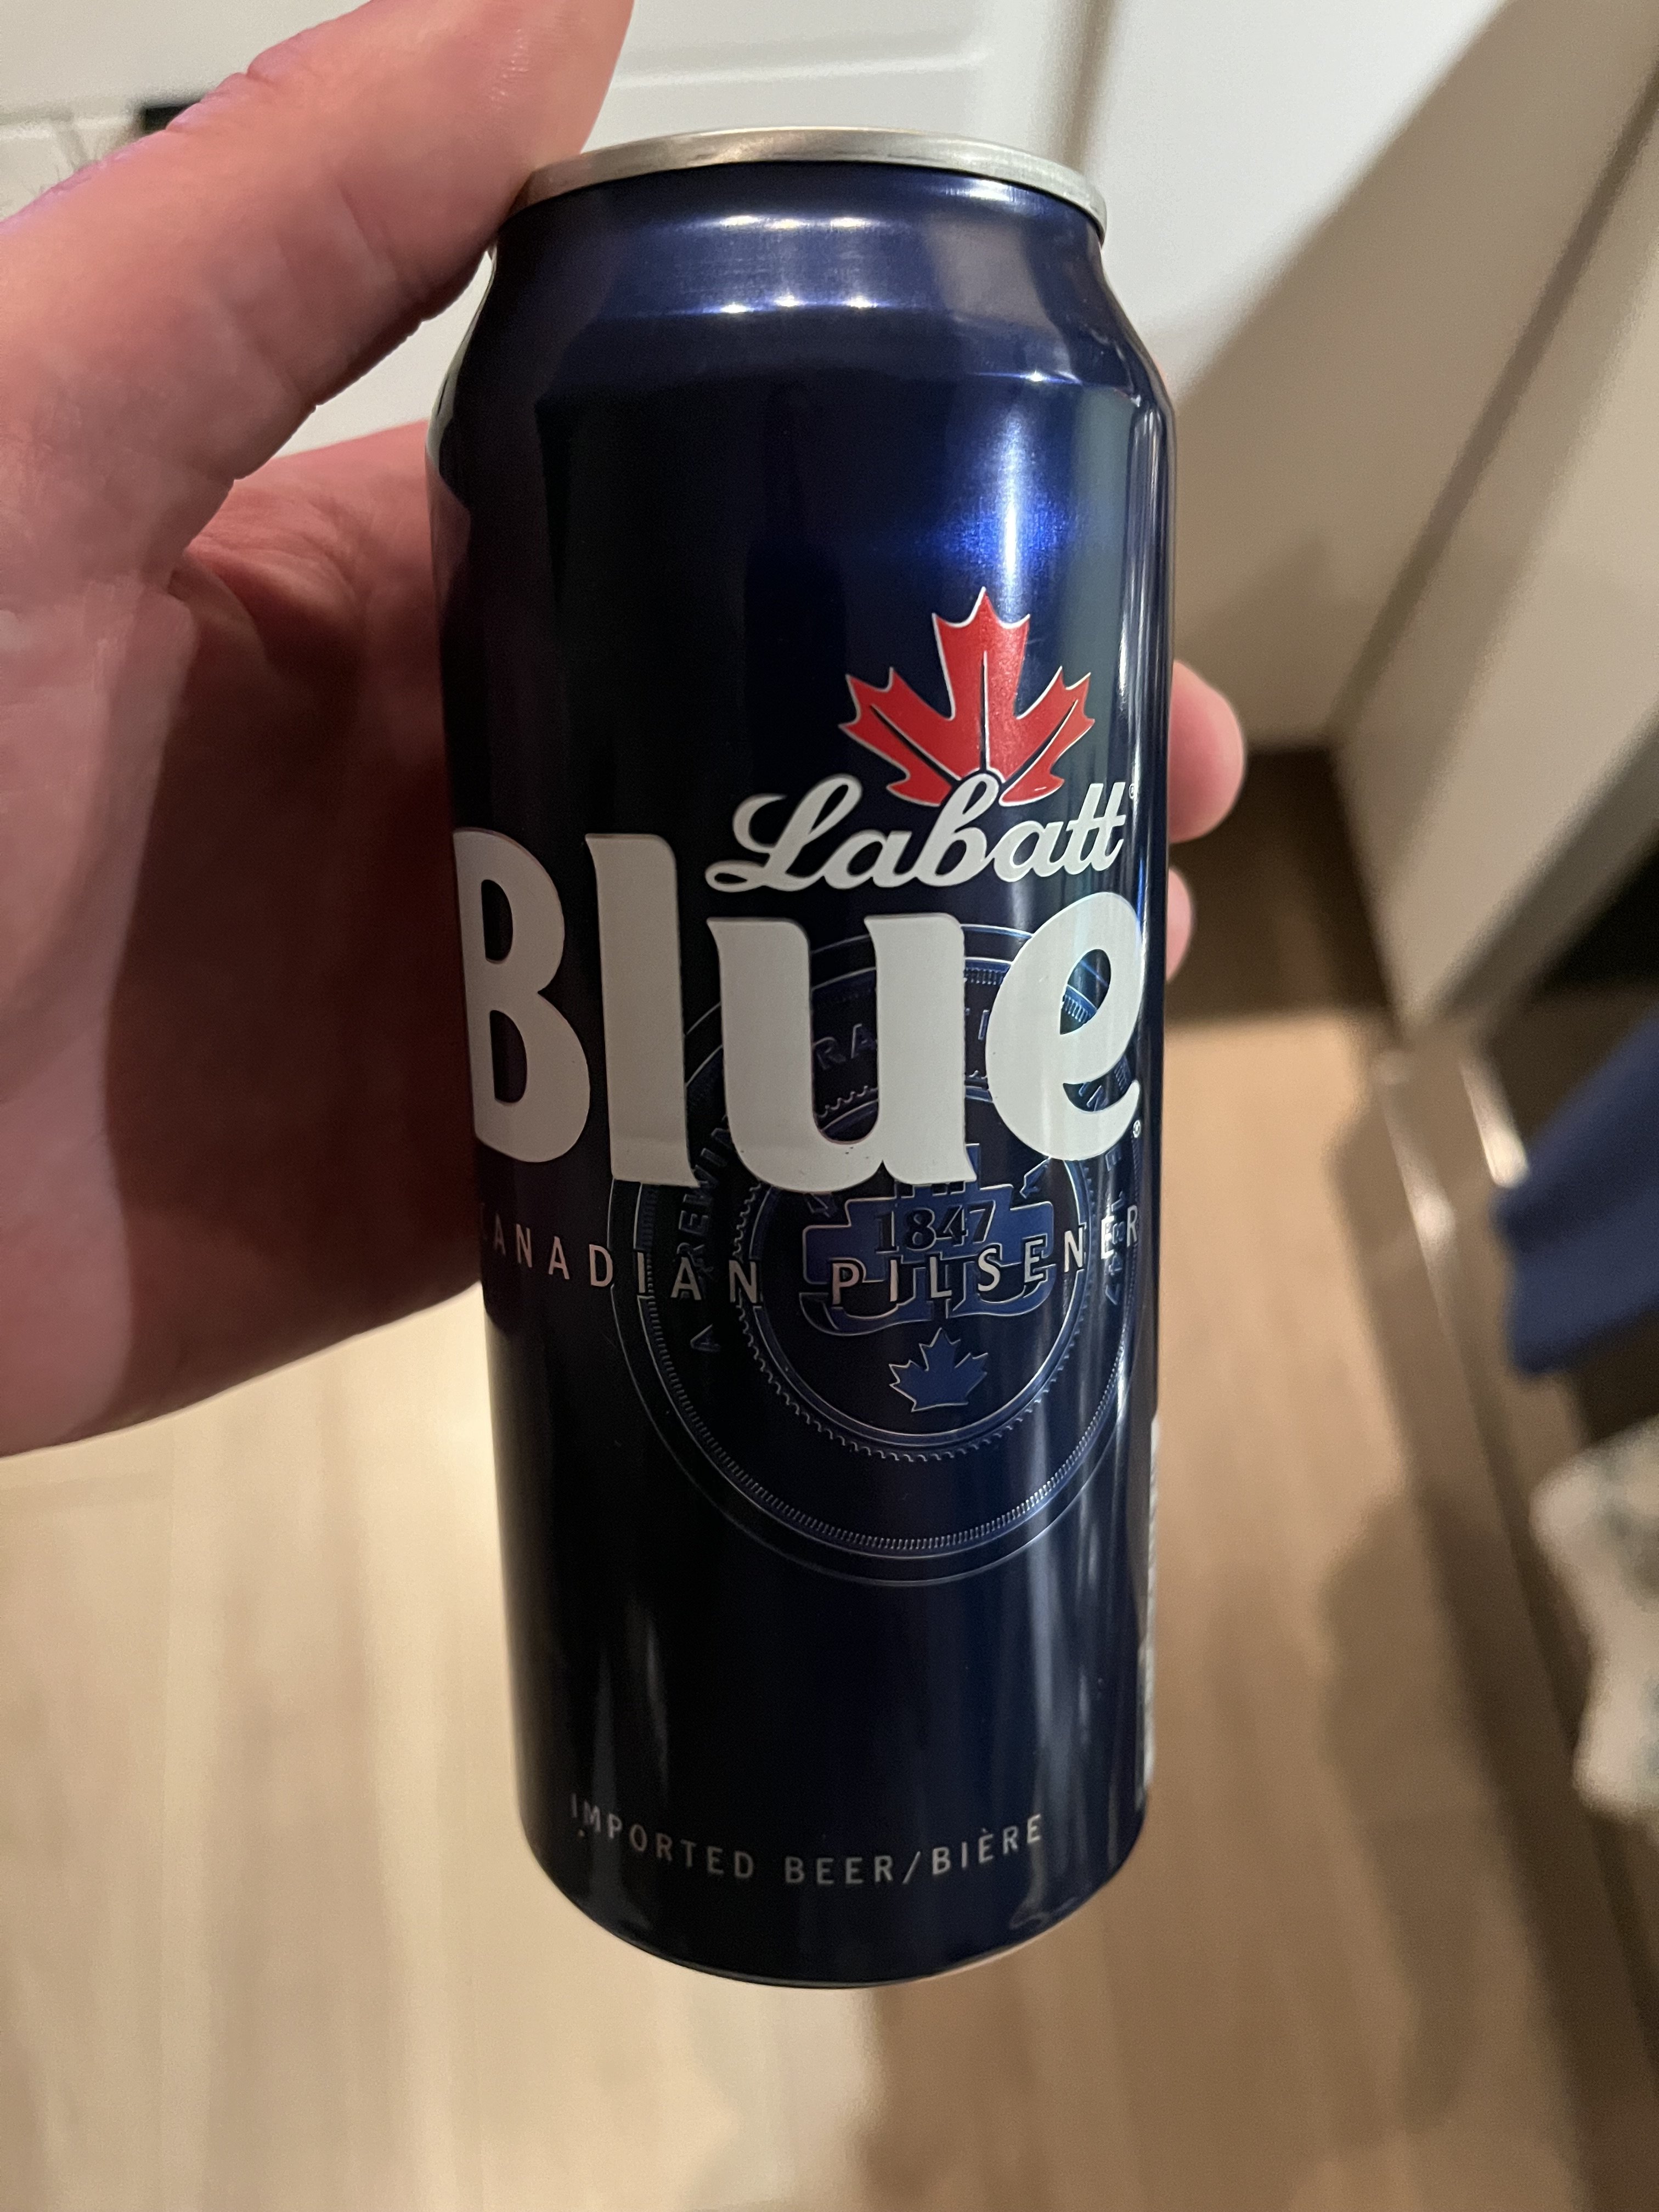 Labatt
Blue
CANADIAN PILSENER
1847
IMPORTED BEER/BIÈRE